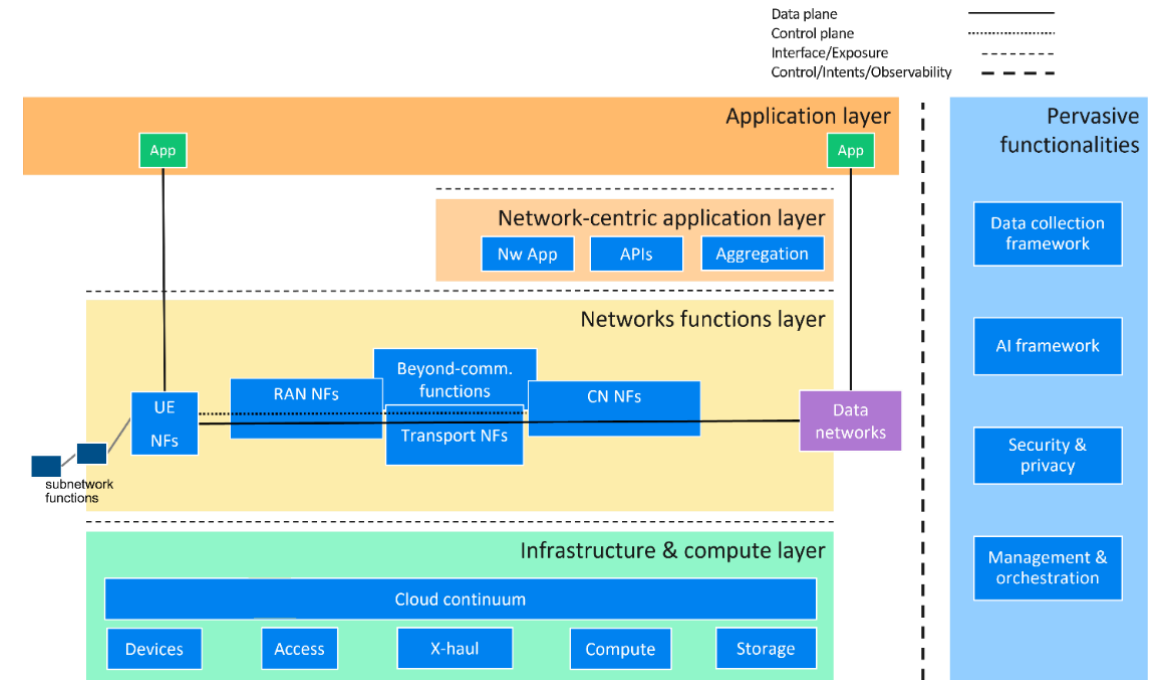 Data plane
Control plane
Interface/Exposure
Control/Intents/Observability
Application layer
App
App
Network-centric application layer
Nw App
APIs
Aggregation
Networks functions layer
Beyond-comm.
functions
RAN NFs
CN NFs
Transport NFs
UE
NFs
Data
networks
subnetwork
functions
Infrastructure & compute layer
Cloud continuum
Devices
Access
X-haul
Compute
Storage
Pervasive
functionalities
Data collection
framework
AI framework
Security &
privacy
Management &
orchestration